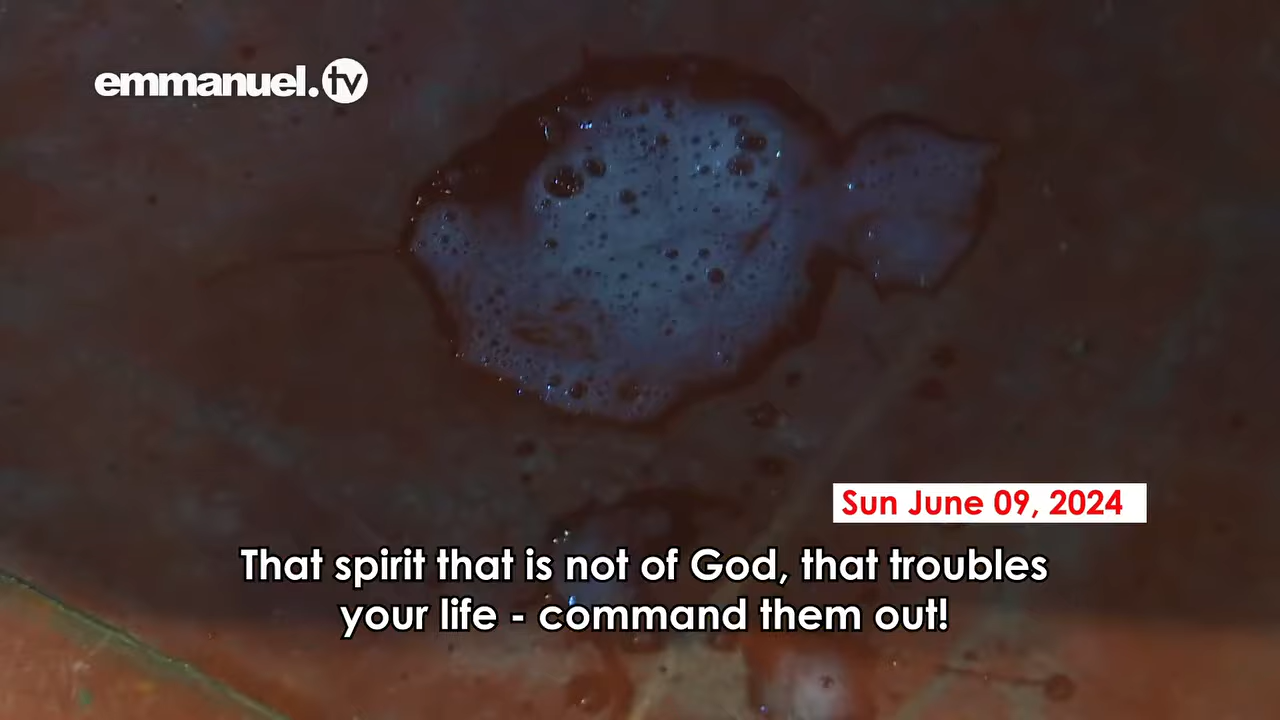 emmanuel.tv
Sun June 09, 2024
That spirit that is not of God, that troubles
your life - command them out!